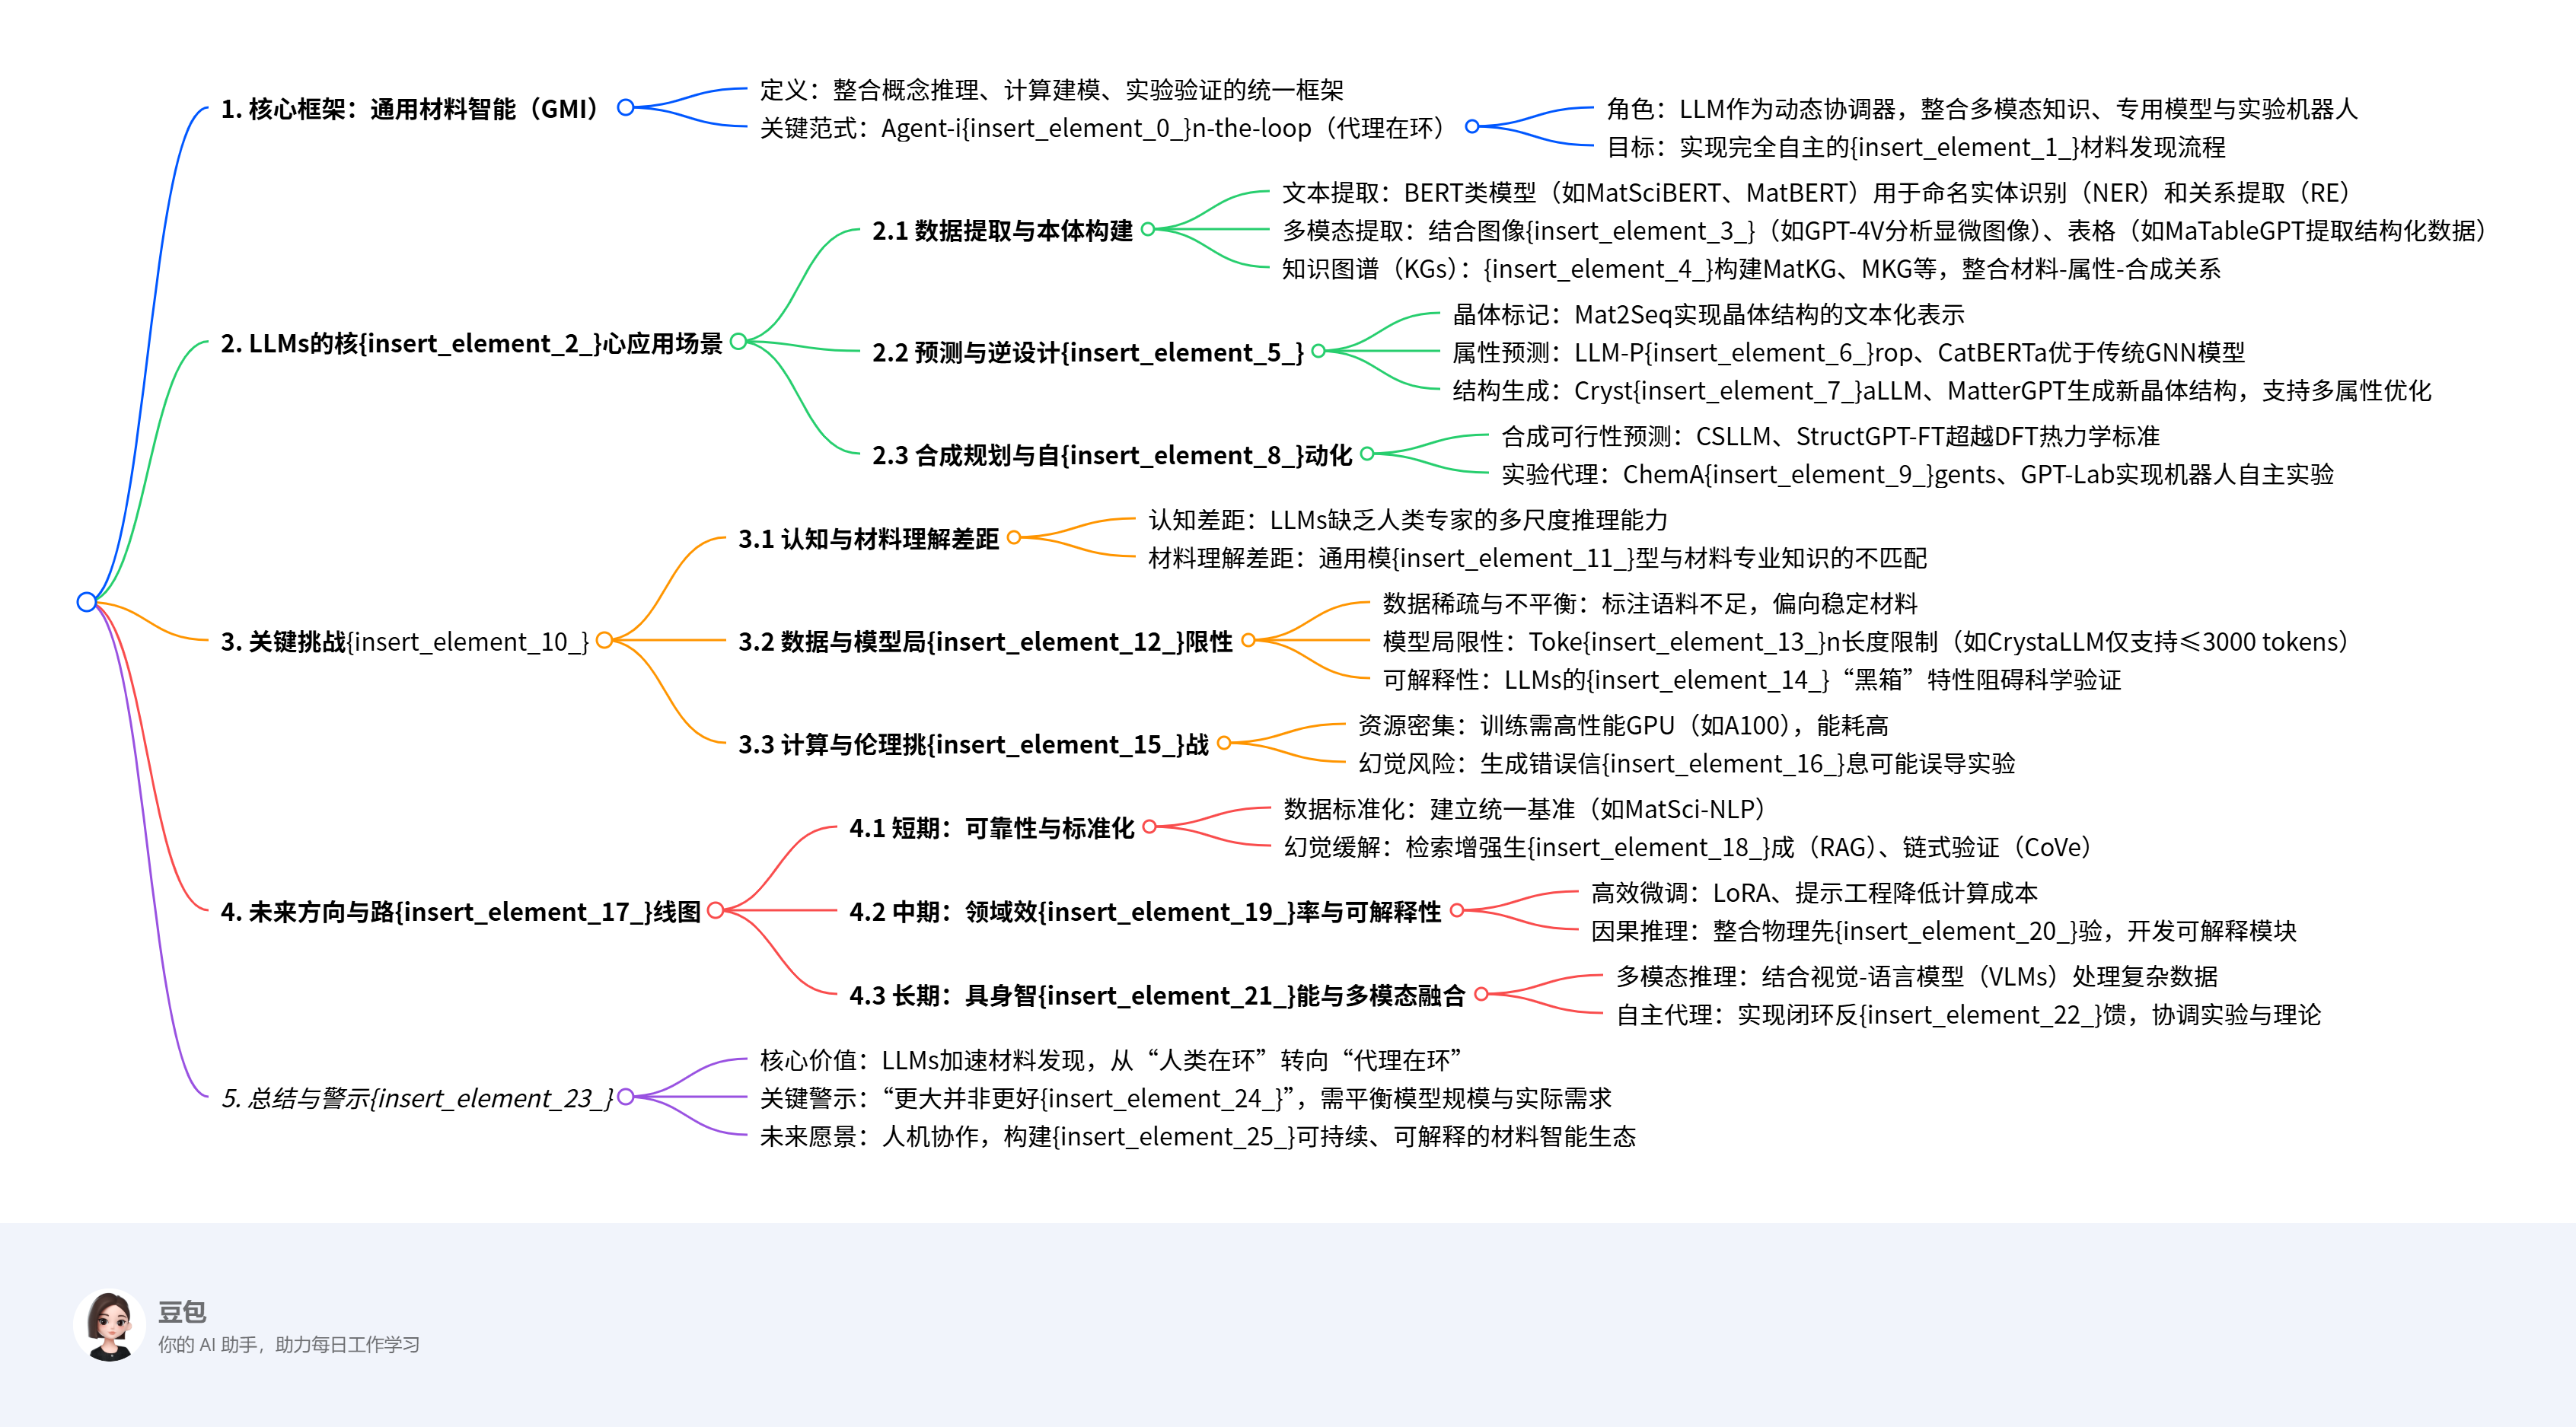 1. 核心框架：通用材料智能（GMI）
定义：整合概念推理、计算建模、实验验证的统一框架
关键范式：Agent-i{insert_element_0_}n-the-loop（代理在环）
角色：LLM作为动态协调器，整合多模态知识、专用模型与实验机器人
目标：实现完全自主的{insert_element_1_}材料发现流程
2. LLMs的核{insert_element_2_}心应用场景
2.1 数据提取与本体构建
文本提取：BERT类模型（如MatSciBERT、MatBERT）用于命名实体识别（NER）和关系提取（RE）
多模态提取：结合图像{insert_element_3_}（如GPT-4V分析显微图像）、表格（如MaTableGPT提取结构化数据）
知识图谱（KGs）：{insert_element_4_}构建MatKG、MKG等，整合材料-属性-合成关系
2.2 预测与逆设计{insert_element_5_}
晶体标记：Mat2Seq实现晶体结构的文本化表示
属性预测：LLM-P{insert_element_6_}rop、CatBERTa优于传统GNN模型
结构生成：Cryst{insert_element_7_}aLLM、MatterGPT生成新晶体结构，支持多属性优化
2.3 合成规划与自{insert_element_8_}动化
合成可行性预测：CSLLM、StructGPT-FT超越DFT热力学标准
实验代理：ChemA{insert_element_9_}gents、GPT-Lab实现机器人自主实验
3. 关键挑战{insert_element_10_}
3.1 认知与材料理解差距
认知差距：LLMs缺乏人类专家的多尺度推理能力
材料理解差距：通用模{insert_element_11_}型与材料专业知识的不匹配
3.2 数据与模型局{insert_element_12_}限性
数据稀疏与不平衡：标注语料不足，偏向稳定材料
模型局限性：Toke{insert_element_13_}n长度限制（如CrystaLLM仅支持≤3000 tokens）
可解释性：LLMs的{insert_element_14_}“黑箱”特性阻碍科学验证
3.3 计算与伦理挑{insert_element_15_}战
资源密集：训练需高性能GPU（如A100），能耗高
幻觉风险：生成错误信{insert_element_16_}息可能误导实验
4. 未来方向与路{insert_element_17_}线图
4.1 短期：可靠性与标准化
数据标准化：建立统一基准（如MatSci-NLP）
幻觉缓解：检索增强生{insert_element_18_}成（RAG）、链式验证（CoVe）
4.2 中期：领域效{insert_element_19_}率与可解释性
高效微调：LoRA、提示工程降低计算成本
因果推理：整合物理先{insert_element_20_}验，开发可解释模块
4.3 长期：具身智{insert_element_21_}能与多模态融合
多模态推理：结合视觉-语言模型（VLMs）处理复杂数据
自主代理：实现闭环反{insert_element_22_}馈，协调实验与理论
5. 总结与警示{insert_element_23_}
核心价值：LLMs加速材料发现，从“人类在环”转向“代理在环”
关键警示：“更大并非更好{insert_element_24_}”，需平衡模型规模与实际需求
未来愿景：人机协作，构建{insert_element_25_}可持续、可解释的材料智能生态
豆包
你的 AI 助手，助力每日工作学习